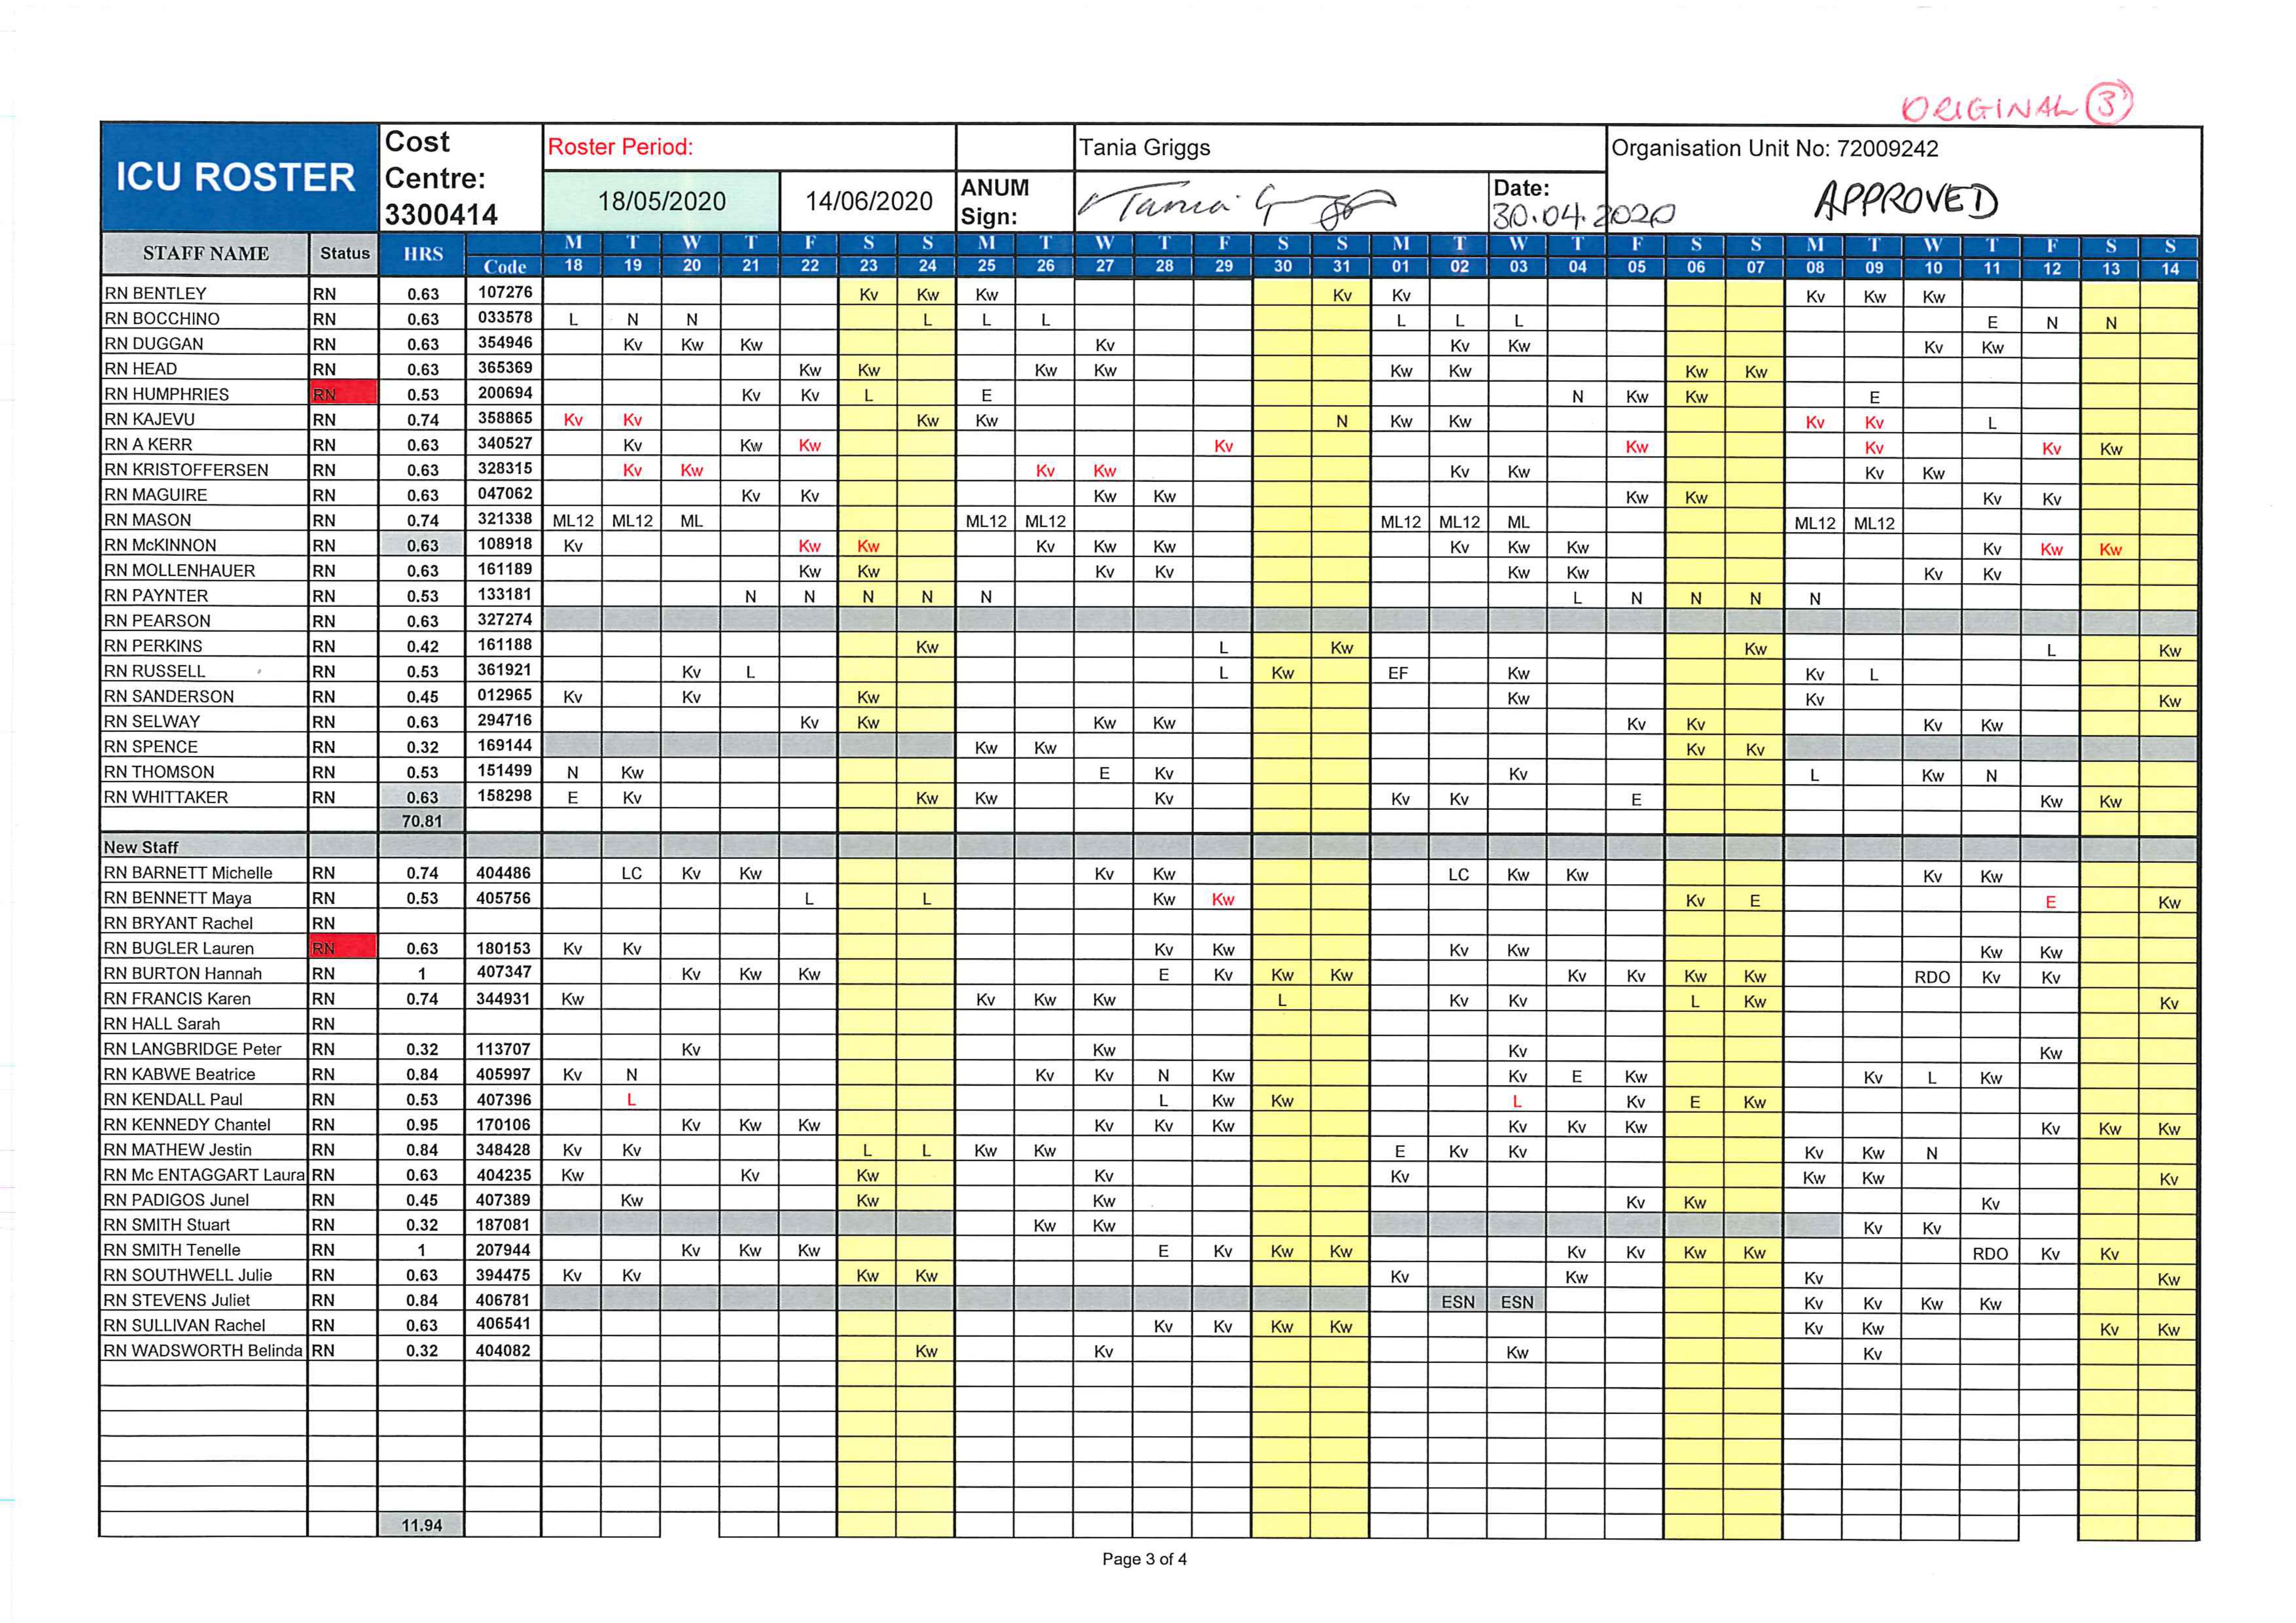 ORIGINAL 3
ICU ROSTER
Cost Centre: 3300414
Roster Period:
18/05/2020 14/06/2020
ANUM Sign:
Tania Griggs
Tania G
Date: 30.04.2020
Organisation Unit No: 72009242
APPROVED
STAFF NAME Status HRS Code M T W T F S S M T W T F S S M T W T F S S M T W T F S S
18 19 20 21 22 23 24 25 26 27 28 29 30 31 01 02 03 04 05 06 07 08 09 10 11 12 13 14
RN BENTLEY RN 0.63 107276 Kv Kw Kw Kv Kv Kv Kw Kw
RN BOCCHINO RN 0.63 033578 L N N L L L L L L E N N
RN DUGGAN RN 0.63 354946 Kv Kw Kw Kv Kv Kw Kv Kw
RN HEAD RN 0.63 365369 Kw Kw Kw Kw Kw Kw Kw Kw
RN HUMPHRIES RN 0.53 200694 Kv Kv L E N Kw Kw E
RN KAJEVU RN 0.74 358865 Kv Kv Kw Kw N Kw Kw Kv Kv L
RN A KERR RN 0.63 340527 Kv Kw Kw Kv Kw Kv Kv Kw
RN KRISTOFFERSEN RN 0.63 328315 Kv Kw Kv Kw Kv Kw Kv Kw
RN MAGUIRE RN 0.63 047062 Kv Kv Kw Kw Kw Kw Kv Kv
RN MASON RN 0.74 321338 ML12 ML12 ML ML12 ML12 ML12 ML12 ML ML12 ML12
RN McKINNON RN 0.63 108918 Kv Kw Kw Kv Kw Kw Kv Kw Kw Kv Kw Kw
RN MOLLENHAUER RN 0.63 161189 Kw Kw Kv Kv Kw Kw Kv Kv
RN PAYNTER RN 0.53 133181 N N N N N L N N N N
RN PEARSON RN 0.63 327274
RN PERKINS RN 0.42 161188 Kw L Kw Kw L Kw
RN RUSSELL RN 0.53 361921 Kv L L Kw EF Kw Kv L
RN SANDERSON RN 0.45 012965 Kv Kv Kw Kw Kv Kw
RN SELWAY RN 0.63 294716 Kv Kw Kw Kw Kv Kv Kv Kw
RN SPENCE RN 0.32 169144 Kw Kw Kv Kv
RN THOMSON RN 0.53 151499 N Kw E Kv Kv L Kw N
RN WHITTAKER RN 0.63 158298 E Kv Kw Kw Kv Kv Kv E Kw Kw
70.81
New Staff
RN BARNETT Michelle RN 0.74 404486 LC Kv Kw Kv Kw LC Kw Kw Kv Kw
RN BENNETT Maya RN 0.53 405756 L L Kw Kw Kv E E Kw
RN BRYANT Rachel RN
RN BUGLER Lauren RN 0.63 180153 Kv Kv Kv Kw Kv Kw Kw Kw
RN BURTON Hannah RN 1 407347 Kv Kw Kw E Kv Kw Kw Kv Kv Kw Kw RDO Kv Kv
RN FRANCIS Karen RN 0.74 344931 Kw Kv Kw Kw L Kv Kv L Kw Kv
RN HALL Sarah RN
RN LANGBRIDGE Peter RN 0.32 113707 Kv Kw Kv Kw
RN KABWE Beatrice RN 0.84 405997 Kv N Kv Kv N Kw Kv E Kw Kv L Kw
RN KENDALL Paul RN 0.53 407396 L L Kw Kw L Kv E Kw
RN KENNEDY Chantel RN 0.95 170106 Kv Kw Kw Kv Kv Kw Kv Kv Kw Kv Kw Kw
RN MATHEW Jestin RN 0.84 348428 Kv Kv L L Kw Kw E Kv Kv Kv Kw N
RN Mc ENTAGGART Laura RN 0.63 404235 Kw Kv Kw Kv Kv Kw Kw Kv
RN PADIGOS Junel RN 0.45 407389 Kw Kw Kw Kv Kw Kv
RN SMITH Stuart RN 0.32 187081 Kw Kw Kv Kv
RN SMITH Tenelle RN 1 207944 Kv Kw Kw E Kv Kw Kw Kv Kv Kw Kw RDO Kv Kv
RN SOUTHWELL Julie RN 0.63 394475 Kv Kv Kw Kw Kv Kw Kv Kw
RN STEVENS Juliet RN 0.84 406781 ESN ESN Kv Kv Kw Kw
RN SULLIVAN Rachel RN 0.63 406541 Kv Kv Kw Kw Kv Kw Kv Kw
RN WADSWORTH Belinda RN 0.32 404082 Kw Kv Kw Kv
11.94
Page 3 of 4